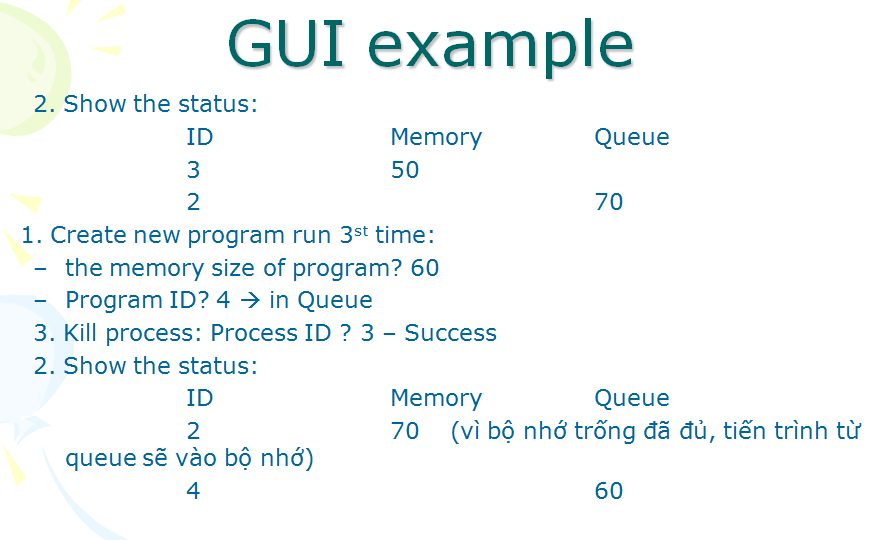 GUI example
2. Show the status:
ID Memory Queue
3 50
2 70
1. Create new program run 3st time:
– the memory size of program? 60
– Program ID? 4 → in Queue
3. Kill process: Process ID ? 3 – Success
2. Show the status:
ID Memory Queue
2 70 (vì bộ nhớ trống đã đủ, tiến trình từ
queue sẽ vào bộ nhớ)
4 60